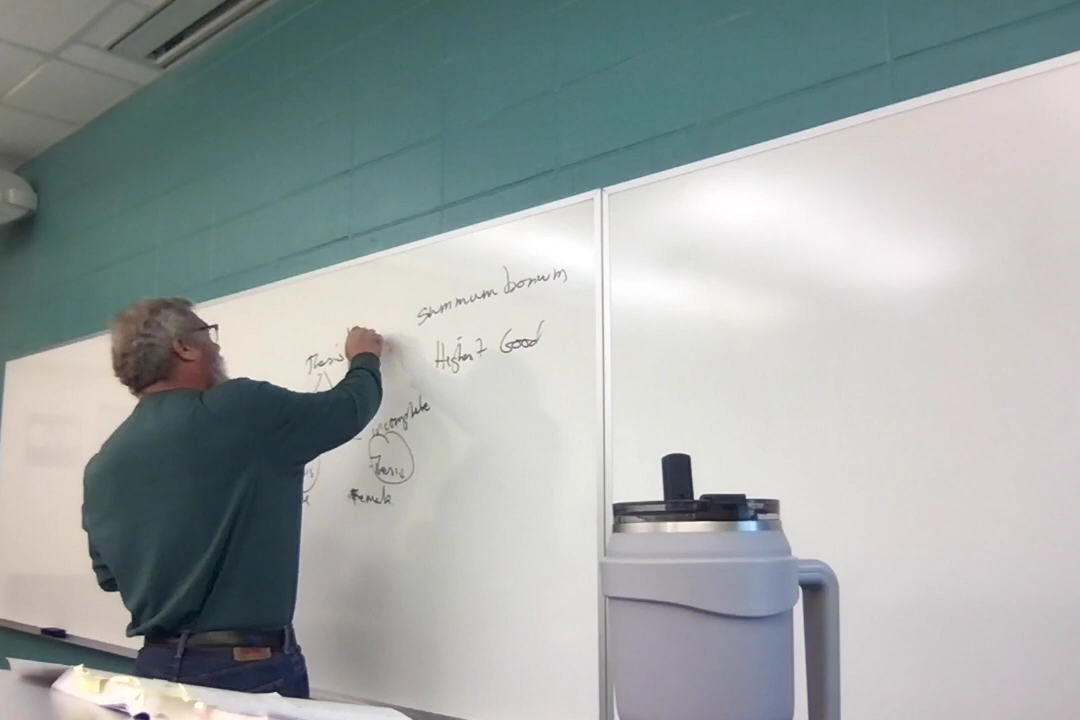 summum bonum
Highest Good
Thesis
incomplete
Thesis
Female